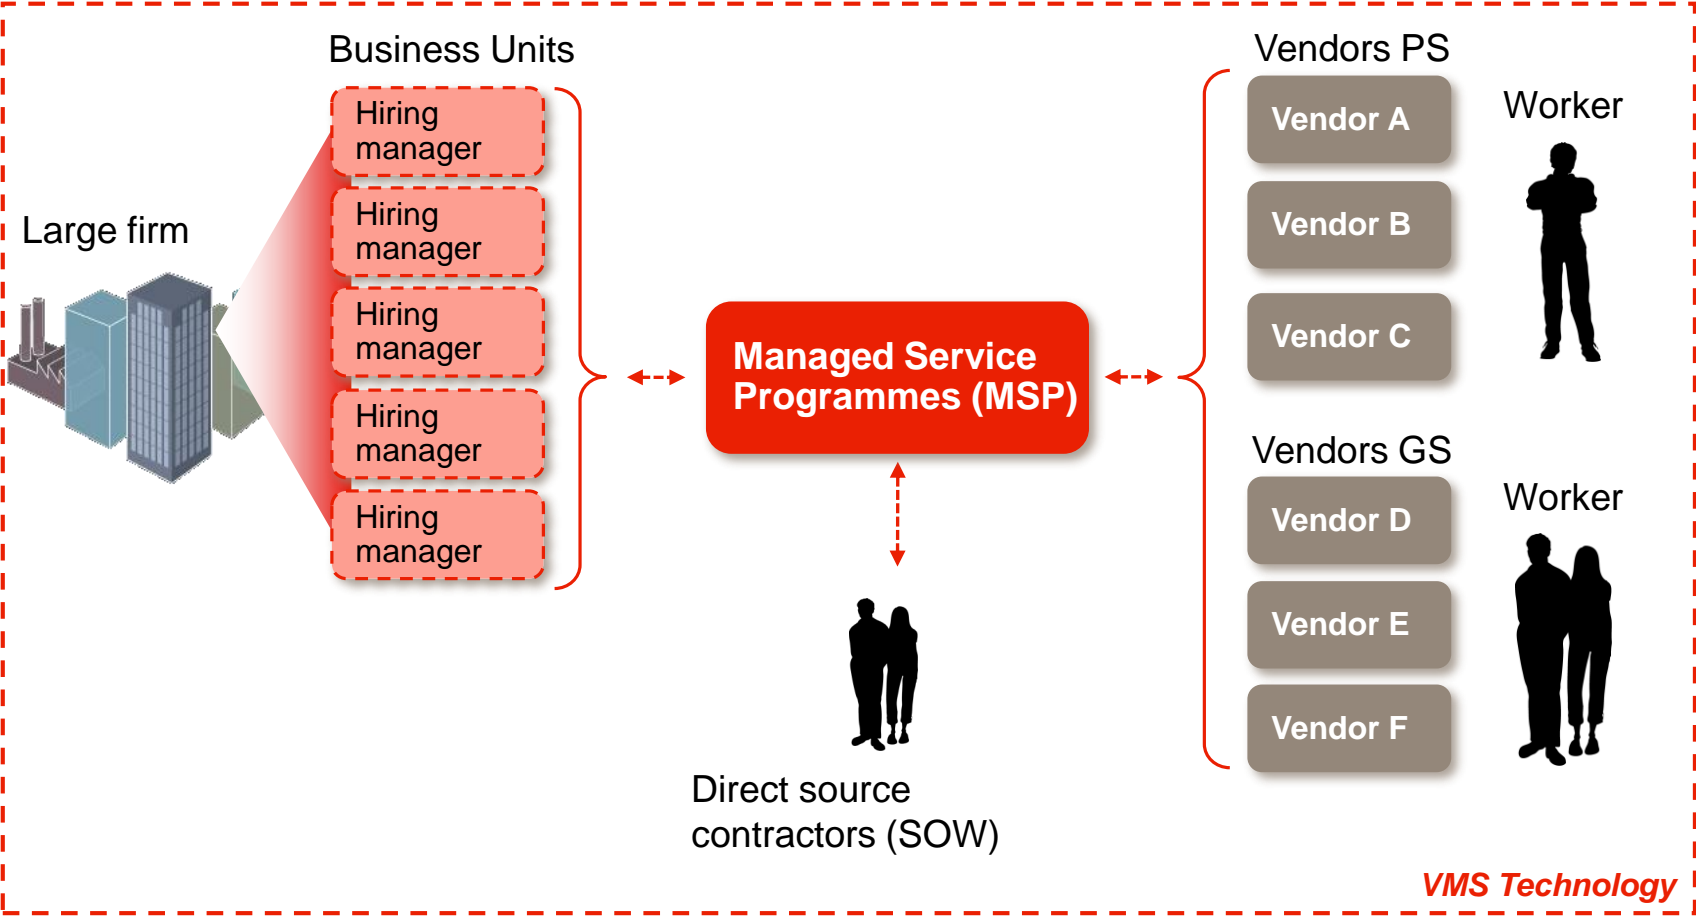 Business Units
Hiring
manager
Hiring
manager
Hiring
manager
Hiring
manager
Hiring
manager
Large firm
Managed Service
Programmes (MSP)
Direct source
contractors (SOW)
Vendors PS
Vendor A
Vendor B
Vendor C
Worker
Vendors GS
Vendor D
Vendor E
Vendor F
Worker
VMS Technology